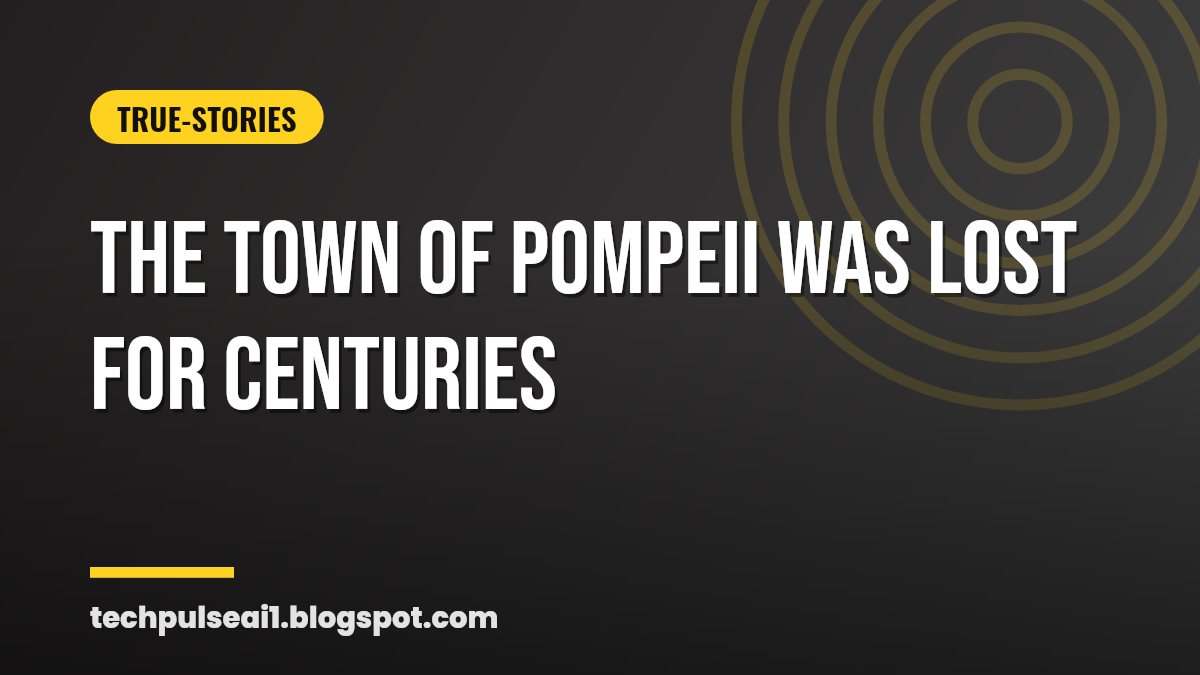 TRUE-STORIES
THE TOWN OF POMPEII WAS LOST
FOR CENTURIES
techpulseai1.blogspot.com